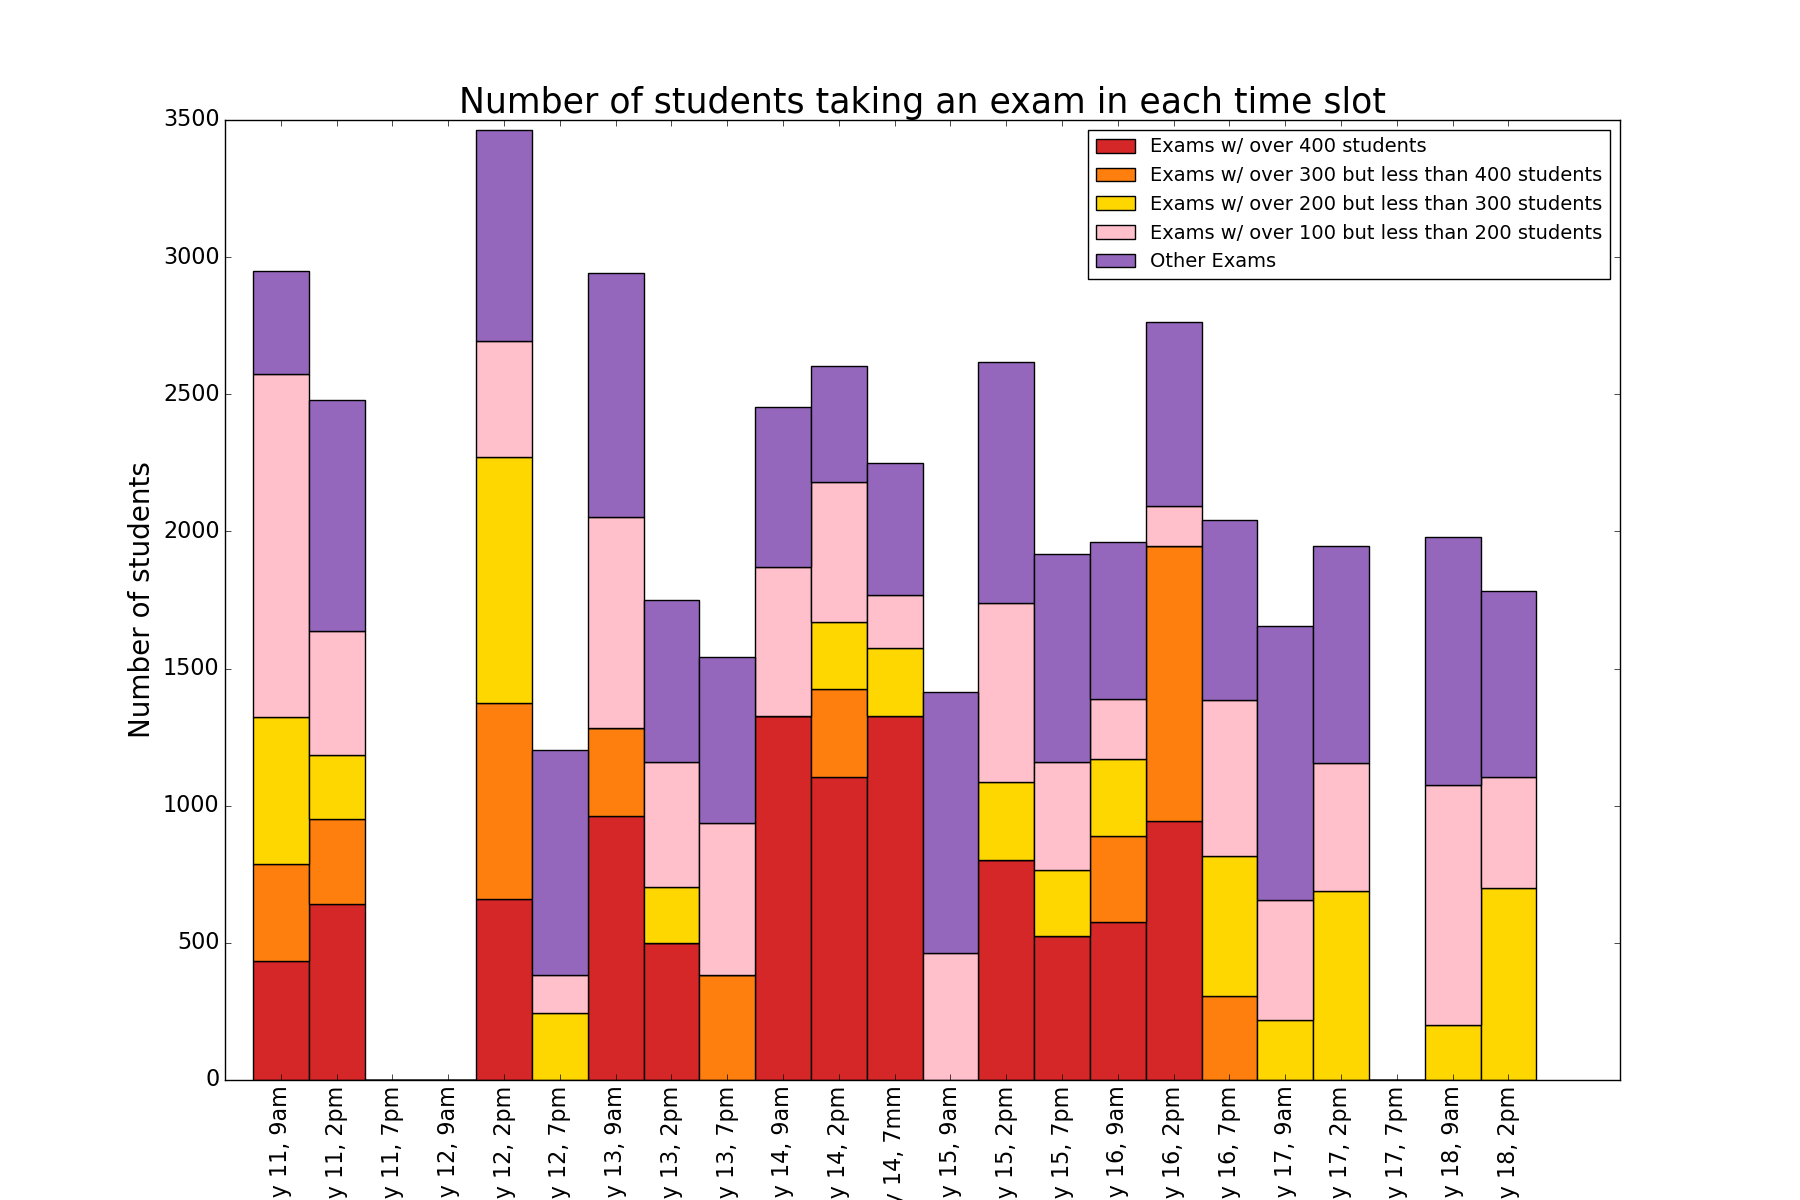 Number of students taking an exam in each time slot
Exams w/ over 400 students
Exams w/ over 300 but less than 400 students
Exams w/ over 200 but less than 300 students
Exams w/ over 100 but less than 200 students
Other Exams
Number of students
3500
3000
2500
2000
1500
1000
500
0
y 11, 9am
y 11, 2pm
y 11, 7pm
y 12, 9am
y 12, 2pm
y 12, 7pm
y 13, 9am
y 13, 2pm
y 13, 7pm
y 14, 9am
y 14, 2pm
y 14, 7mm
y 15, 9am
y 15, 2pm
y 15, 7pm
y 16, 9am
y 16, 2pm
y 16, 7pm
y 17, 9am
y 17, 2pm
y 17, 7pm
y 18, 9am
y 18, 2pm